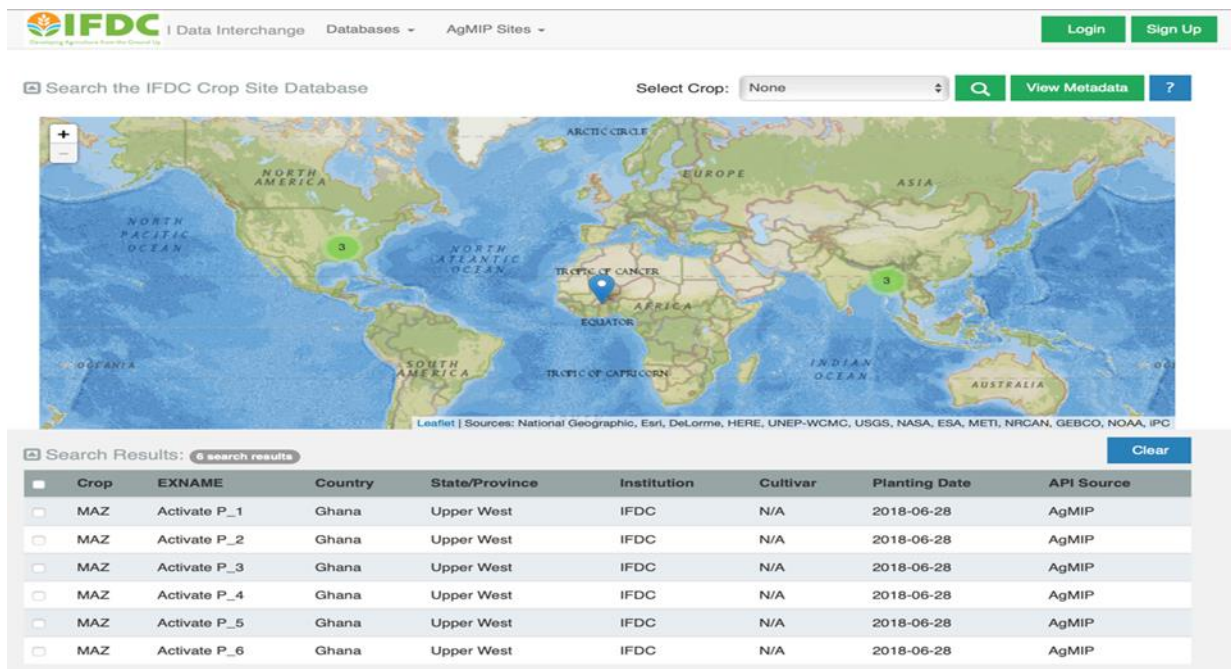 IFDC | Data Interchange Databases AgMIP Sites Login Sign Up
Developing Agriculture from the Ground Up
Search the IFDC Crop Site Database Select Crop: None View Metadata ?
+
−
ARCTIC CIRCLE
NORTH AMERICA
EUROPE
ASIA
NORTH PACIFIC OCEAN
3
NORTH ATLANTIC OCEAN
TROPIC OF CANCER
3
AFRICA
EQUATOR
OCEANIA
SOUTH AMERICA
TROPIC OF CAPRICORN
INDIAN OCEAN
AUSTRALIA
Leaflet | Sources: National Geographic, Esri, DeLorme, HERE, UNEP-WCMC, USGS, NASA, ESA, METI, NRCAN, GEBCO, NOAA, iPC
Search Results: 6 search results Clear
Crop EXNAME Country State/Province Institution Cultivar Planting Date API Source
MAZ Activate P_1 Ghana Upper West IFDC N/A 2018-06-28 AgMIP
MAZ Activate P_2 Ghana Upper West IFDC N/A 2018-06-28 AgMIP
MAZ Activate P_3 Ghana Upper West IFDC N/A 2018-06-28 AgMIP
MAZ Activate P_4 Ghana Upper West IFDC N/A 2018-06-28 AgMIP
MAZ Activate P_5 Ghana Upper West IFDC N/A 2018-06-28 AgMIP
MAZ Activate P_6 Ghana Upper West IFDC N/A 2018-06-28 AgMIP